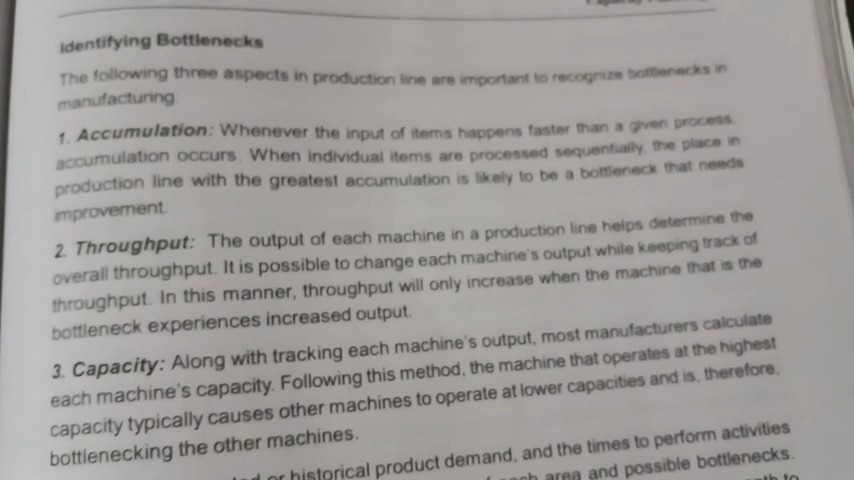 Identifying Bottlenecks
The following three aspects in production line are important to recognize bottlenecks in
manufacturing.
1. Accumulation: Whenever the input of items happens faster than a given process,
accumulation occurs. When individual items are processed sequentially, the place in
production line with the greatest accumulation is likely to be a bottleneck that needs
improvement.
2. Throughput: The output of each machine in a production line helps determine the
overall throughput. It is possible to change each machine's output while keeping track of
throughput. In this manner, throughput will only increase when the machine that is the
bottleneck experiences increased output.
3. Capacity: Along with tracking each machine's output, most manufacturers calculate
each machine's capacity. Following this method, the machine that operates at the highest
capacity typically causes other machines to operate at lower capacities and is, therefore,
bottlenecking the other machines.
or historical product demand, and the times to perform activities
area and possible bottlenecks.